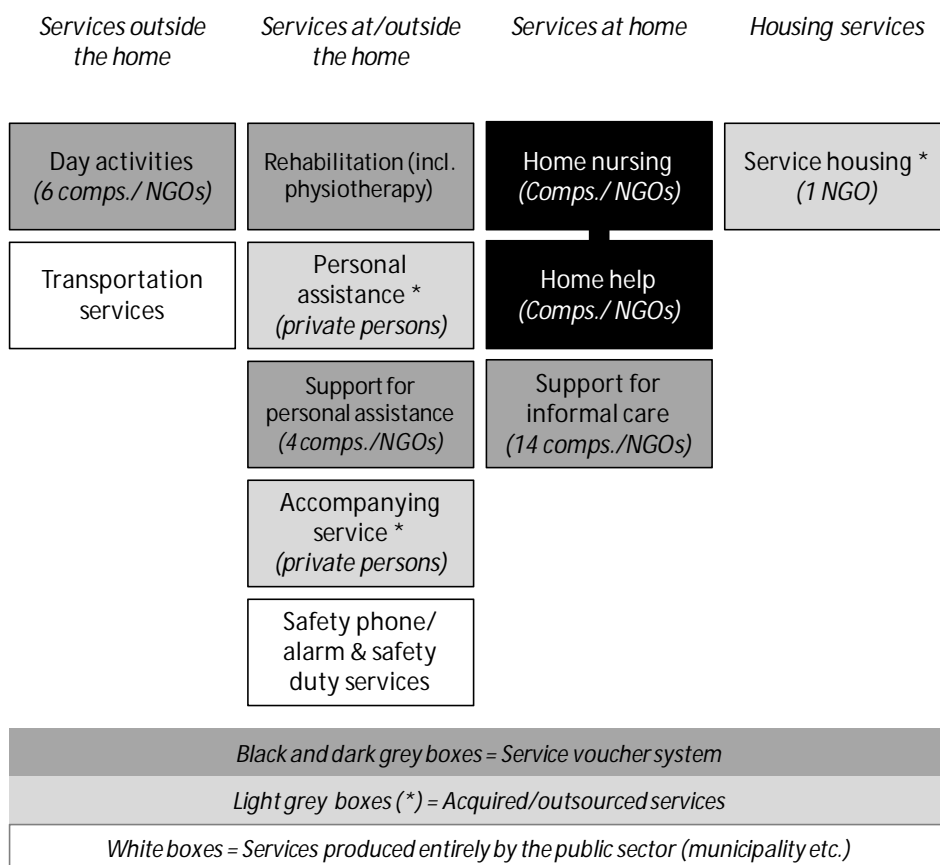 Services outside
the home
Services at/outside
the home
Services at home
Housing services
Day activities
(6 comps./ NGOs)
Transportation
services
Rehabilitation (incl.
physiotherapy)
Personal
assistance *
(private persons)
Support for
personal assistance
(4 comps./NGOs)
Accompanying
service *
(private persons)
Safety phone/
alarm & safety
duty services
Home nursing
(Comps./ NGOs)
Home help
(Comps./ NGOs)
Support for
informal care
(14 comps./NGOs)
Service housing *
(1 NGO)
Black and dark grey boxes = Service voucher system
Light grey boxes (*) = Acquired/outsourced services
White boxes = Services produced entirely by the public sector (municipality etc.)